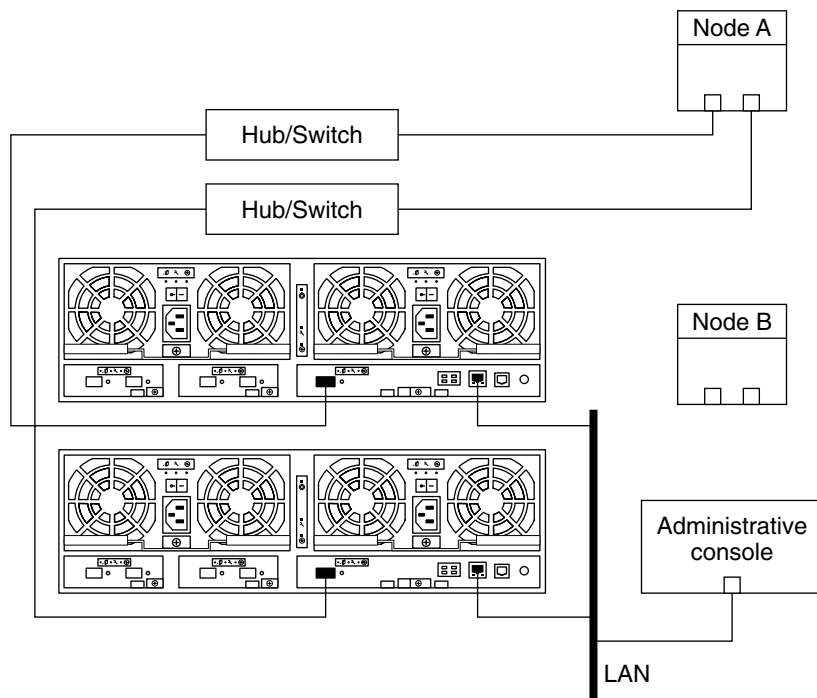 Node A
Hub/Switch
Hub/Switch
Node B
Administrative
console
LAN